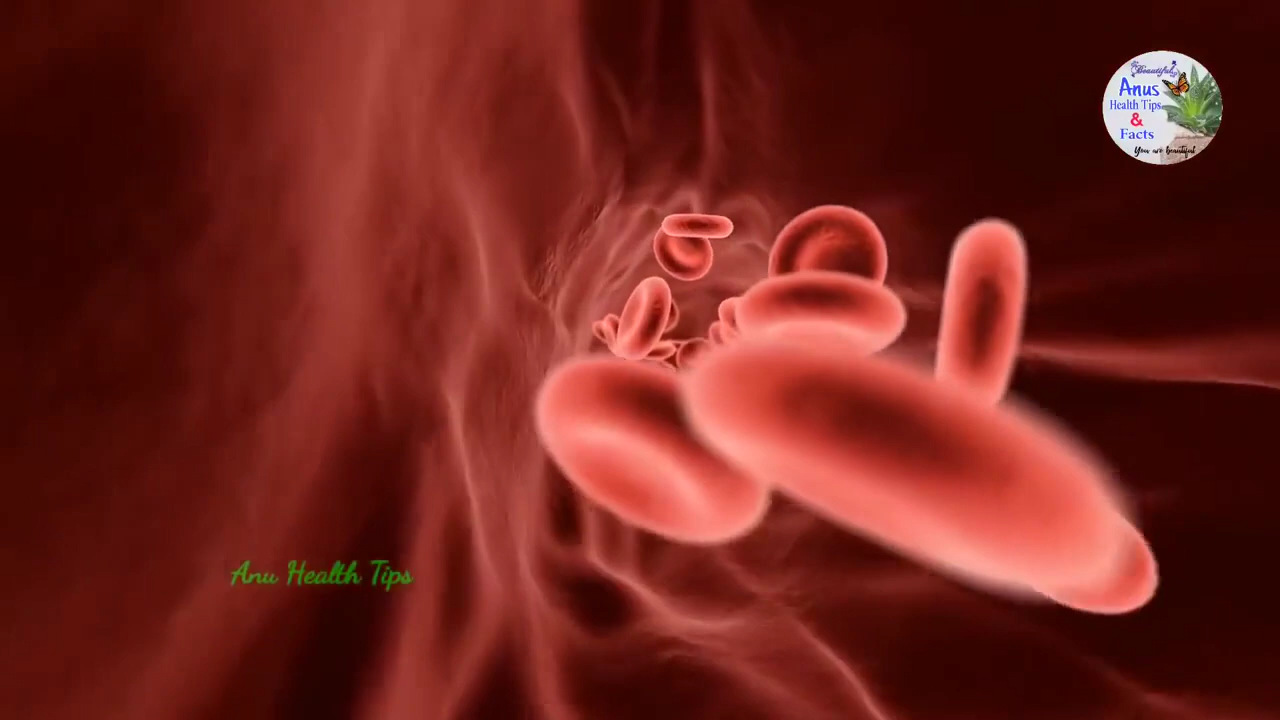 Beautiful
Anus
Health Tips
&
Facts
You are beautiful
Anu Health Tips